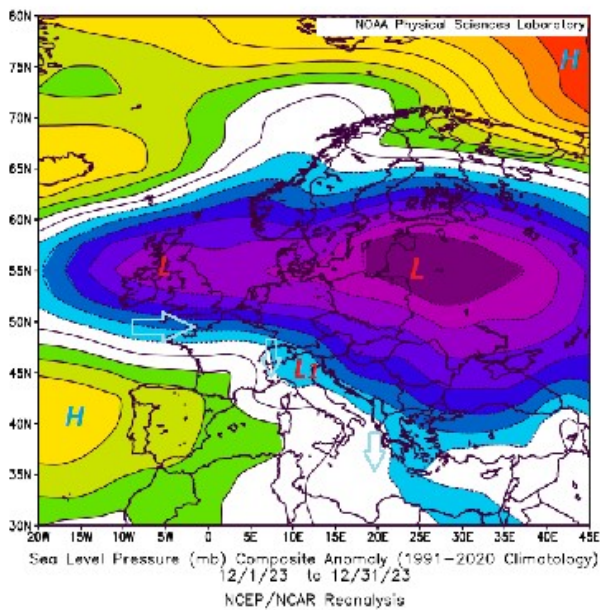 80N
NOAA Physical Sciences Laboratory
75N
H
70N
65N
60N
55N
L
L
50N
45N
Lt
40N
H
35N
30N
20W 15W 10W 5W 0 5E 10E 15E 20E 25E 30E 35E 40E 45E
Sea Level Pressure (mb) Composite Anomaly (1991-2020 Climatology)
12/1/23 to 12/31/23
NCEP/NCAR Reanalysis